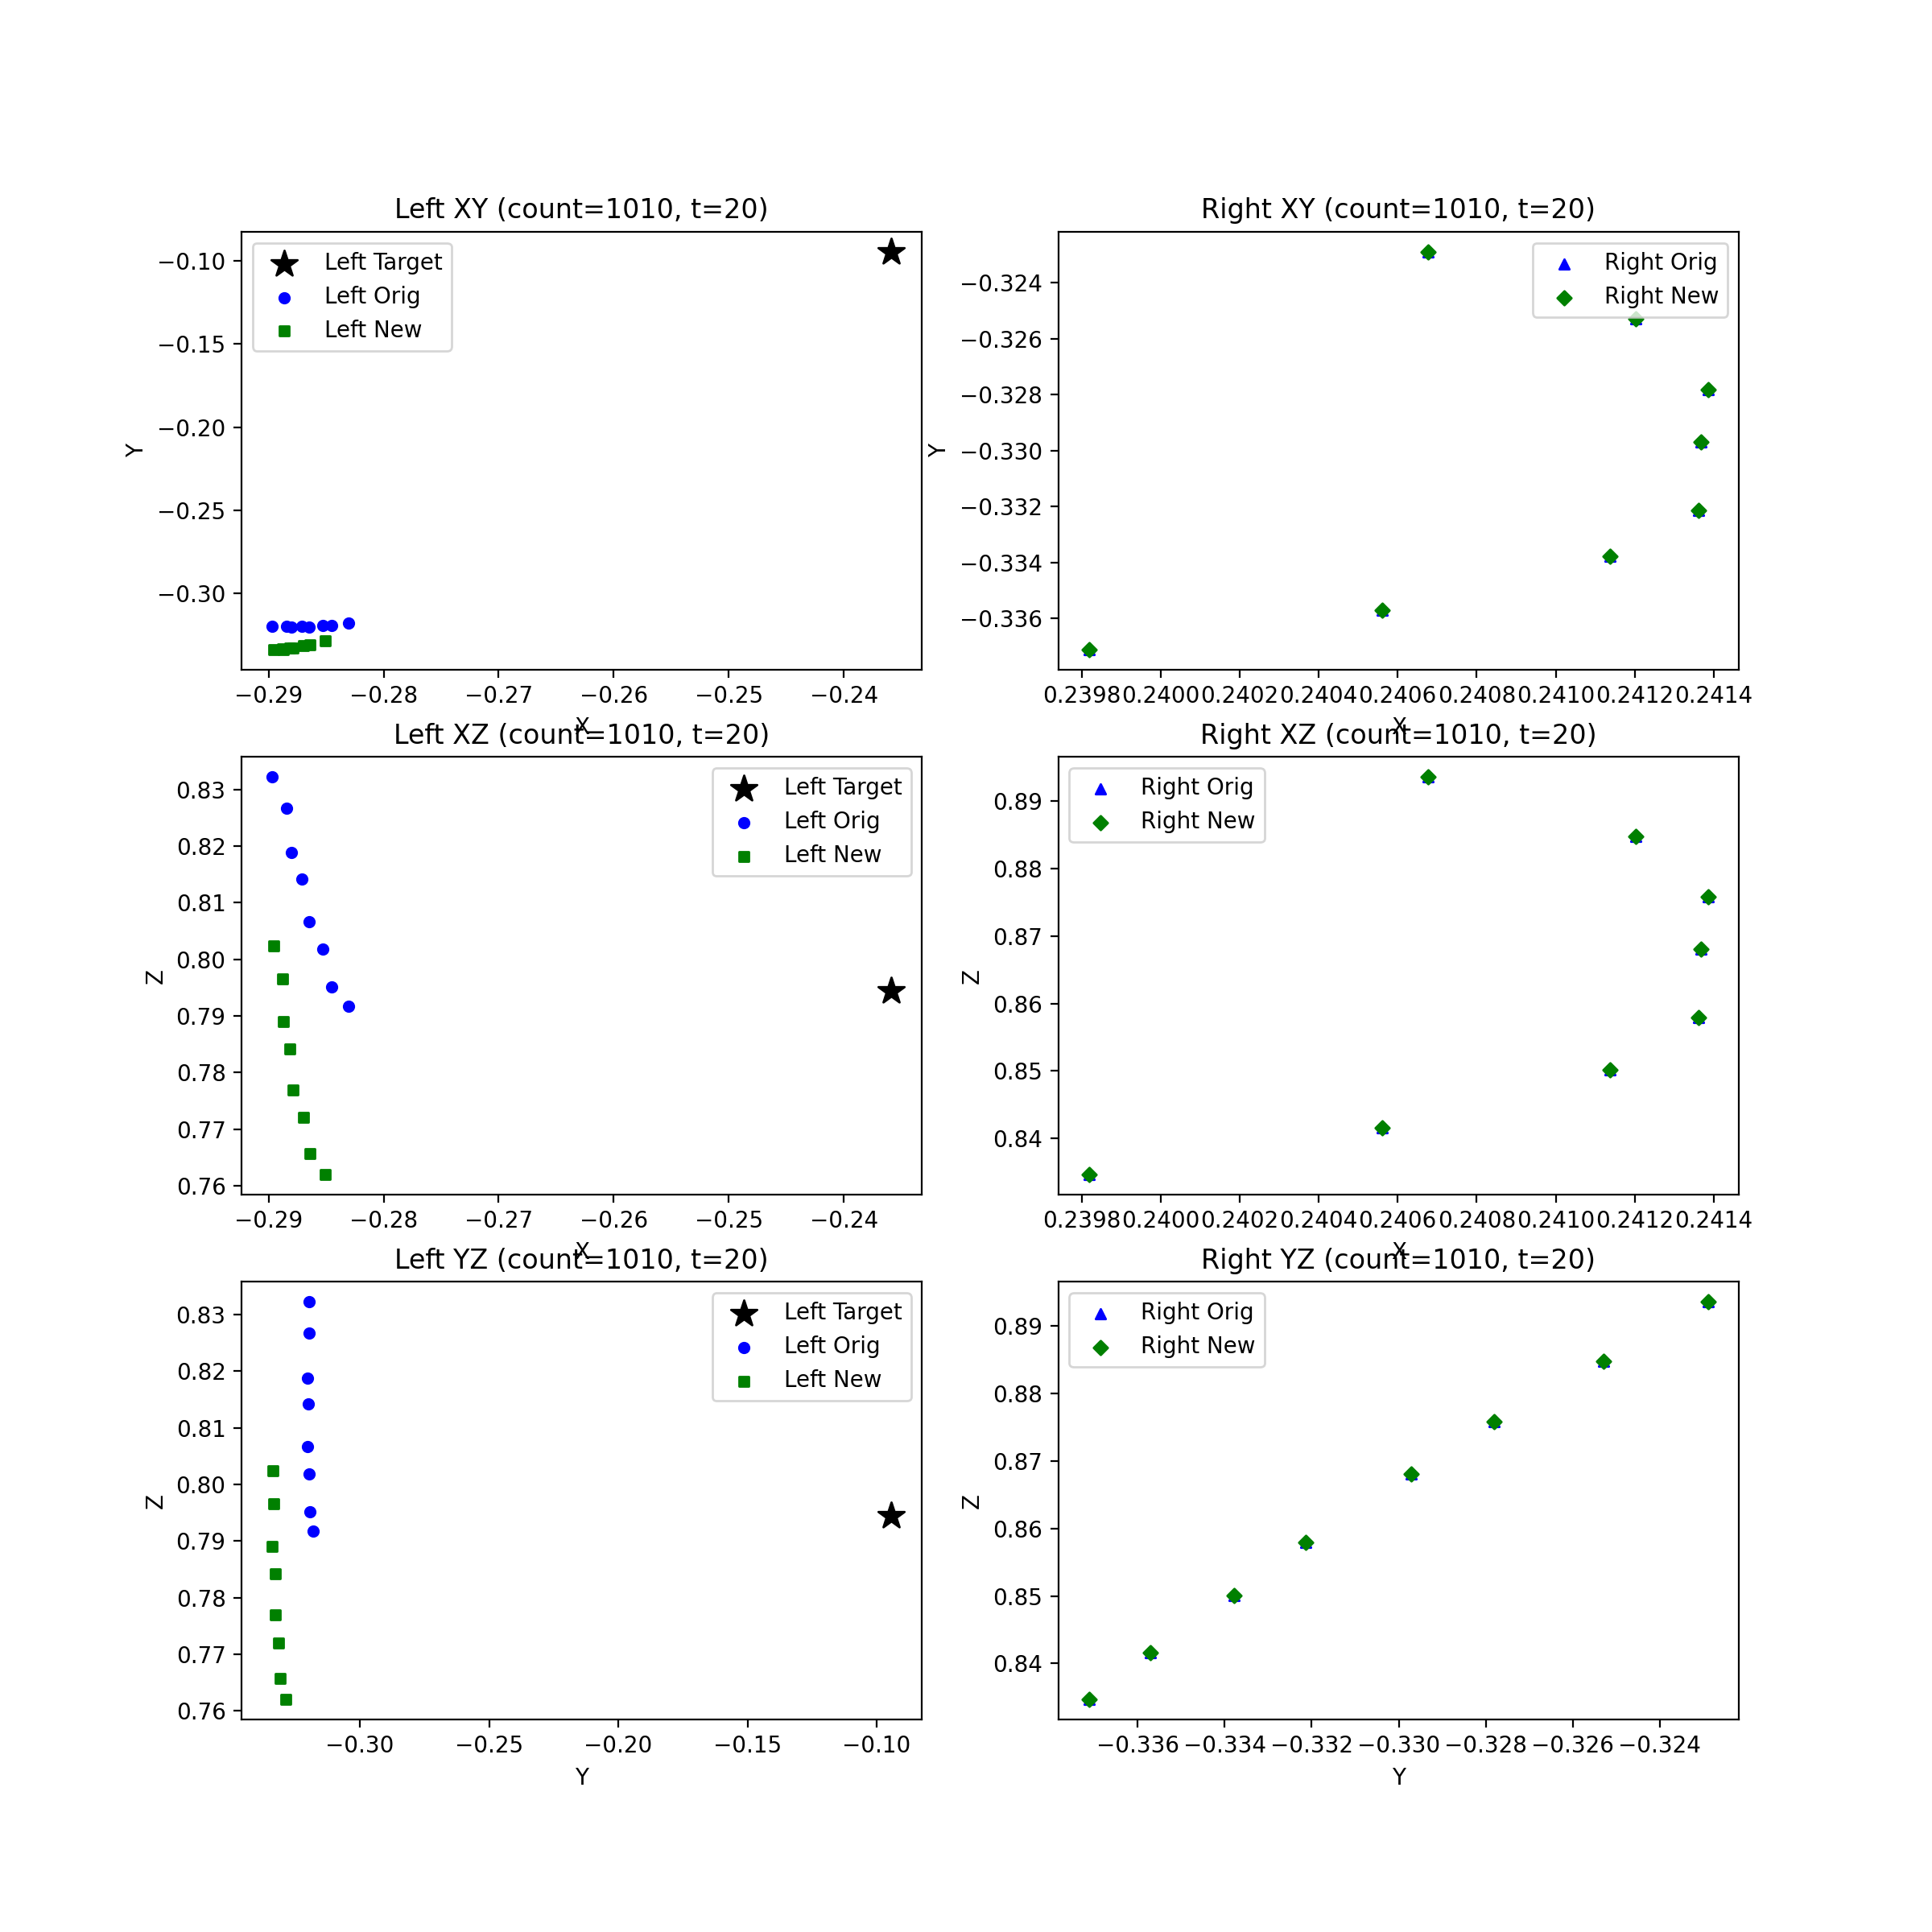 Left XY (count=1010, t=20)
Right XY (count=1010, t=20)
Left Target
Left Orig
Left New
Right Orig
Right New
−0.10
−0.15
−0.20
−0.25
−0.30
Y
−0.29
−0.28
−0.27
−0.26
−0.25
−0.24
X
−0.324
−0.326
−0.328
−0.330
−0.332
−0.334
−0.336
Y
0.2398
0.2400
0.2402
0.2404
0.2406
0.2408
0.2410
0.2412
0.2414
X
Left XZ (count=1010, t=20)
Right XZ (count=1010, t=20)
Left Target
Left Orig
Left New
Right Orig
Right New
0.83
0.82
0.81
0.80
0.79
0.78
0.77
0.76
Z
−0.29
−0.28
−0.27
−0.26
−0.25
−0.24
X
0.89
0.88
0.87
0.86
0.85
0.84
Z
0.2398
0.2400
0.2402
0.2404
0.2406
0.2408
0.2410
0.2412
0.2414
X
Left YZ (count=1010, t=20)
Right YZ (count=1010, t=20)
Left Target
Left Orig
Left New
Right Orig
Right New
0.83
0.82
0.81
0.80
0.79
0.78
0.77
0.76
Z
−0.30
−0.25
−0.20
−0.15
−0.10
Y
0.89
0.88
0.87
0.86
0.85
0.84
Z
−0.336
−0.334
−0.332
−0.330
−0.328
−0.326
−0.324
Y